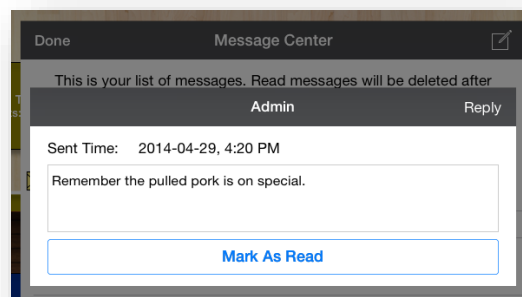 Done Message Center
This is your list of messages. Read messages will be deleted after
Admin Reply
Sent Time: 2014-04-29, 4:20 PM
Remember the pulled pork is on special.
Mark As Read